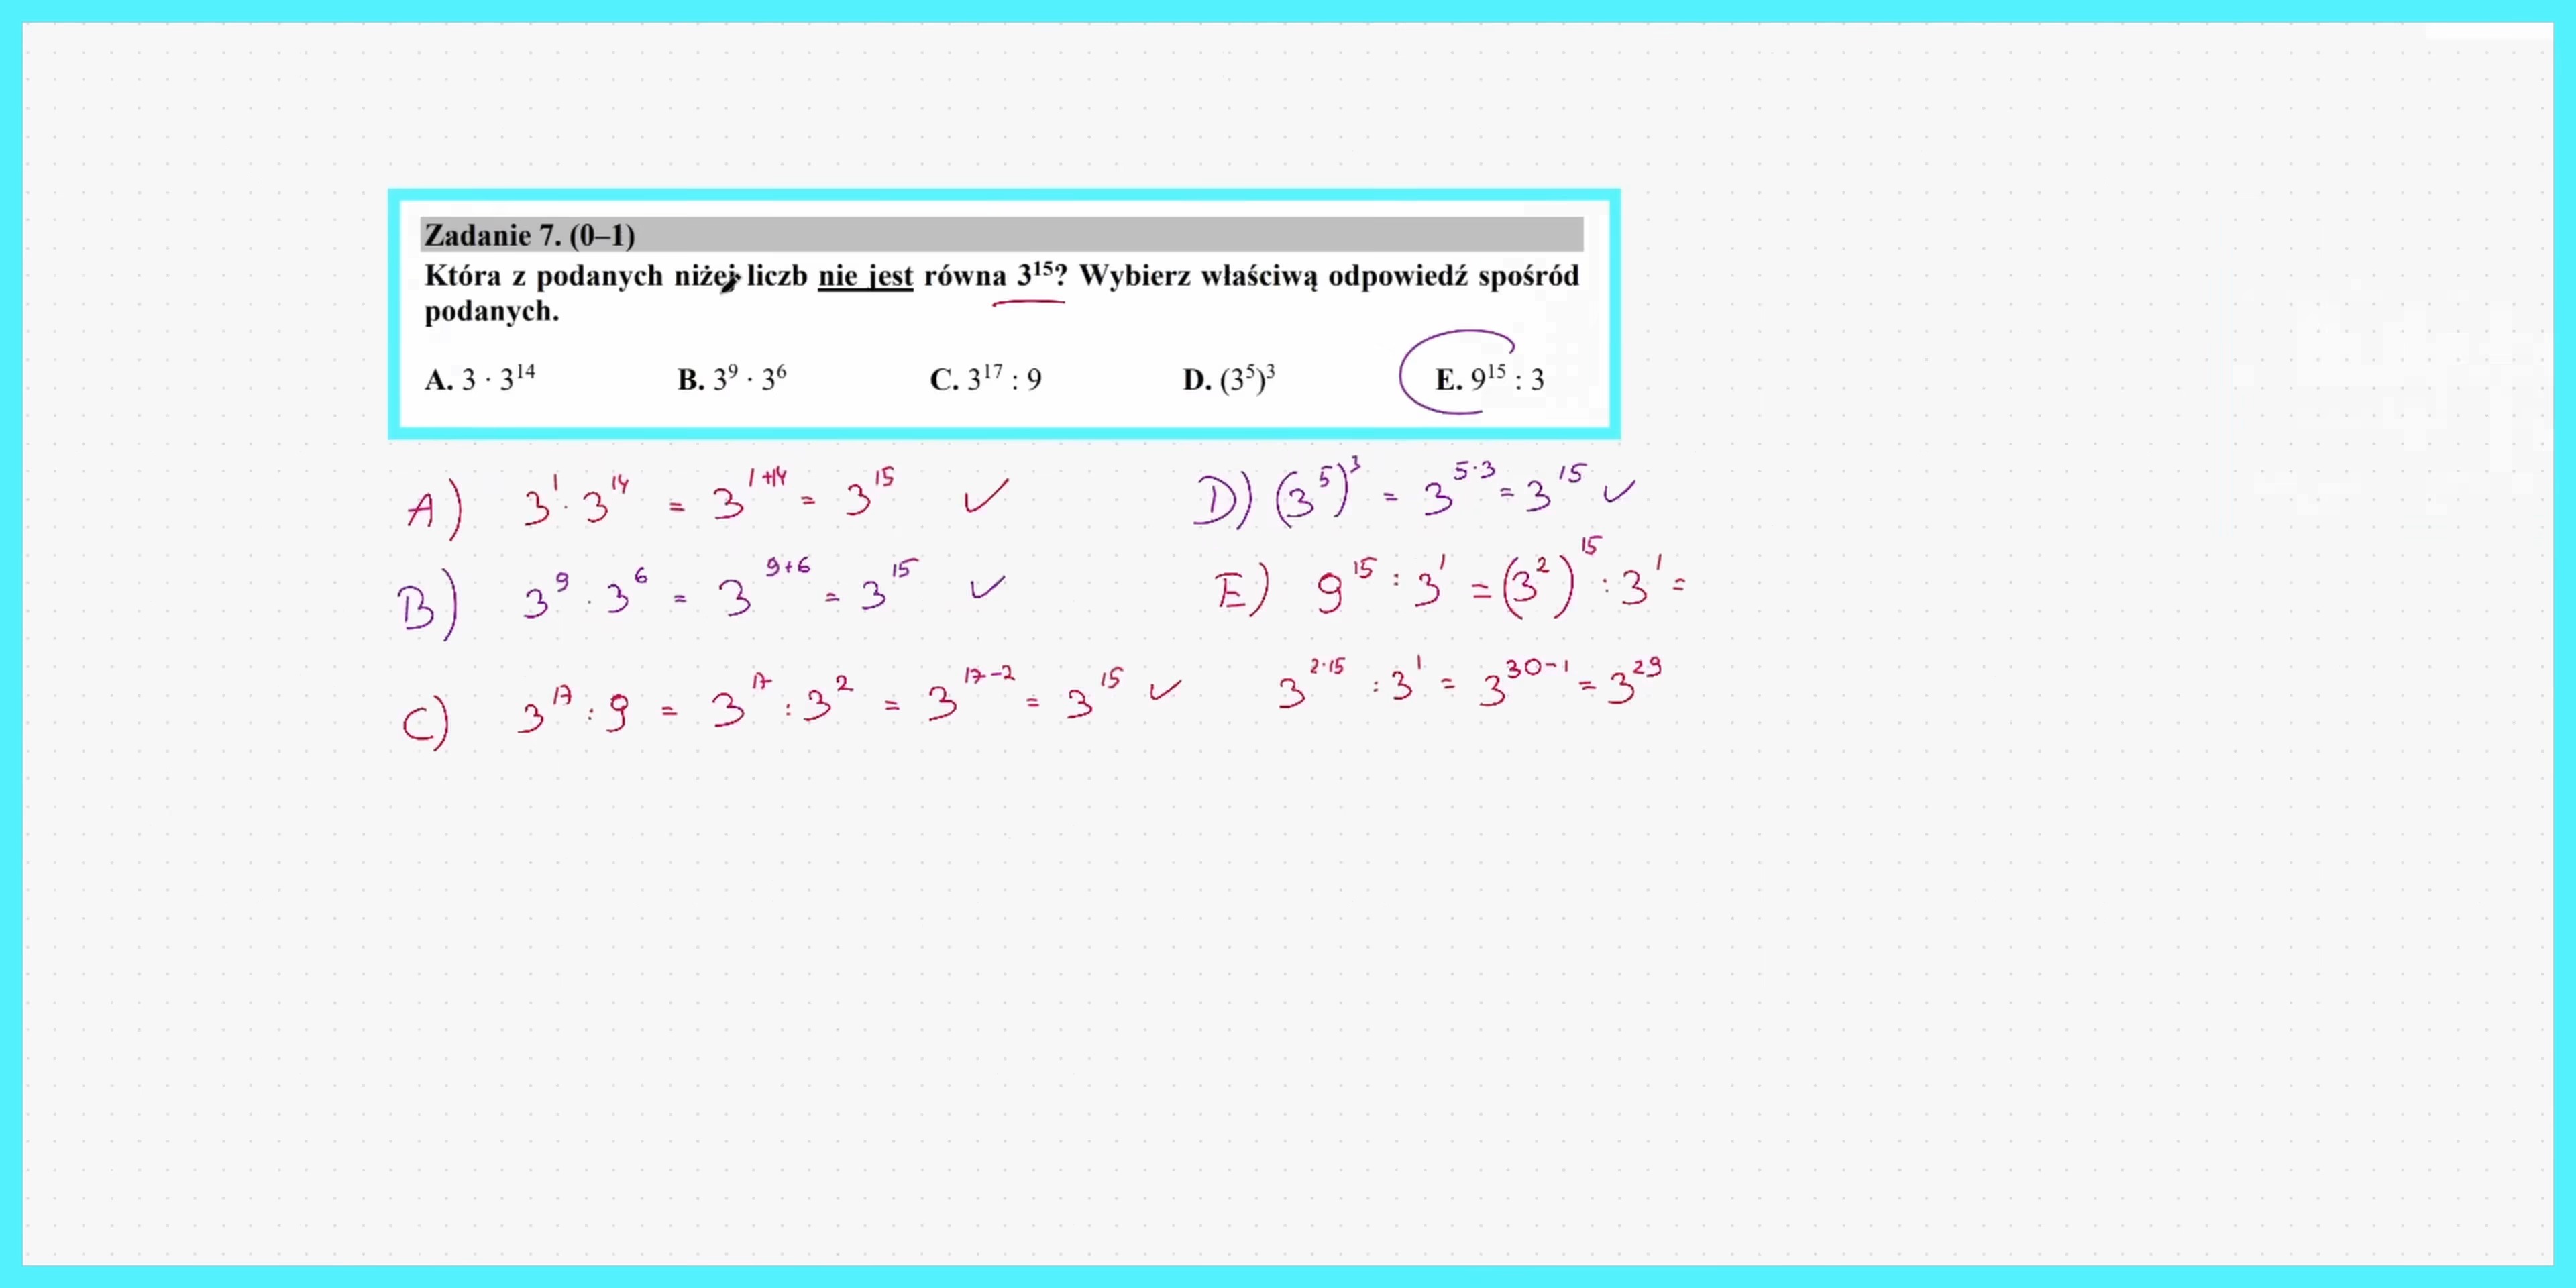 Zadanie 7. (0–1)
Która z podanych niżej liczb nie jest równa 3¹⁵? Wybierz właściwą odpowiedź spośród
podanych.
A. 3 · 3¹⁴ B. 3⁹ · 3⁶ C. 3¹⁷ : 9 D. (3⁵)³ E. 9¹⁵ : 3
A) 3¹ · 3¹⁴ = 3¹⁺¹⁴ = 3¹⁵ ✓
B) 3⁹ · 3⁶ = 3⁹⁺⁶ = 3¹⁵ ✓
C) 3¹⁷ : 9 = 3¹⁷ : 3² = 3¹⁷⁻² = 3¹⁵ ✓
D) (3⁵)³ = 3⁵·³ = 3¹⁵ ✓
E) 9¹⁵ : 3¹ = (3²)¹⁵ : 3¹ =
3²·¹⁵ : 3¹ = 3³⁰⁻¹ = 3²⁹